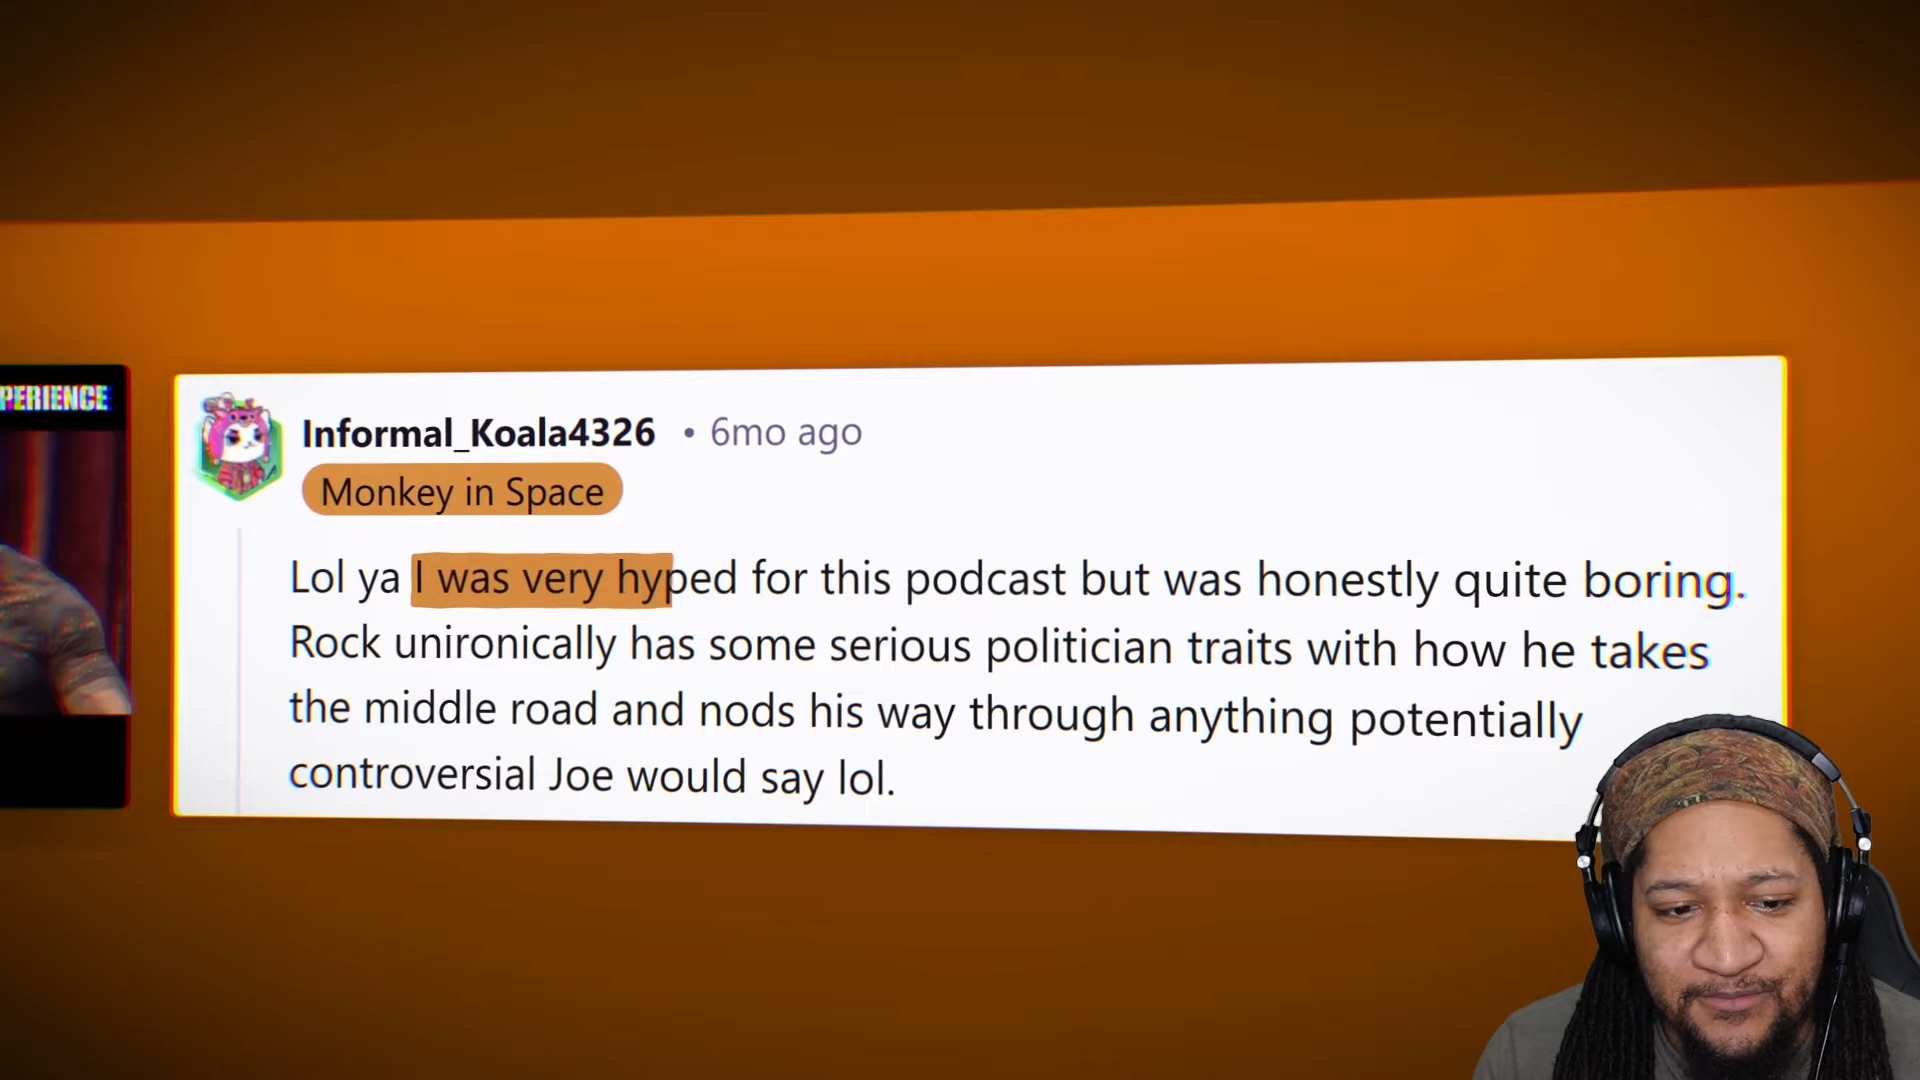 PERIENCE
Informal_Koala4326 • 6mo ago
Monkey in Space
Lol ya I was very hyped for this podcast but was honestly quite boring.
Rock unironically has some serious politician traits with how he takes
the middle road and nods his way through anything potentially
controversial Joe would say lol.